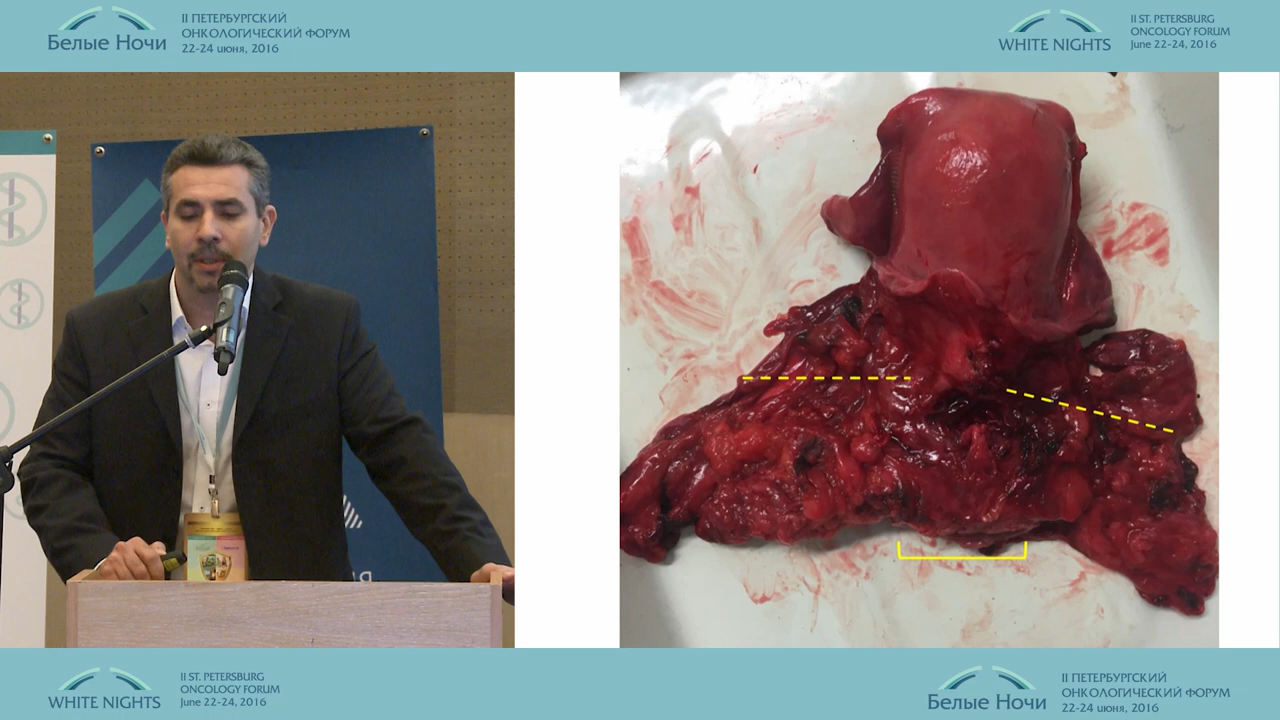 Белые Ночи
II ПЕТЕРБУРГСКИЙ
ОНКОЛОГИЧЕСКИЙ ФОРУМ
22-24 июня, 2016
WHITE NIGHTS
II ST. PETERSBURG
ONCOLOGY FORUM
June 22-24, 2016
WHITE NIGHTS
II ST. PETERSBURG
ONCOLOGY FORUM
June 22-24, 2016
Белые Ночи
II ПЕТЕРБУРГСКИЙ
ОНКОЛОГИЧЕСКИЙ ФОРУМ
22-24 июня, 2016